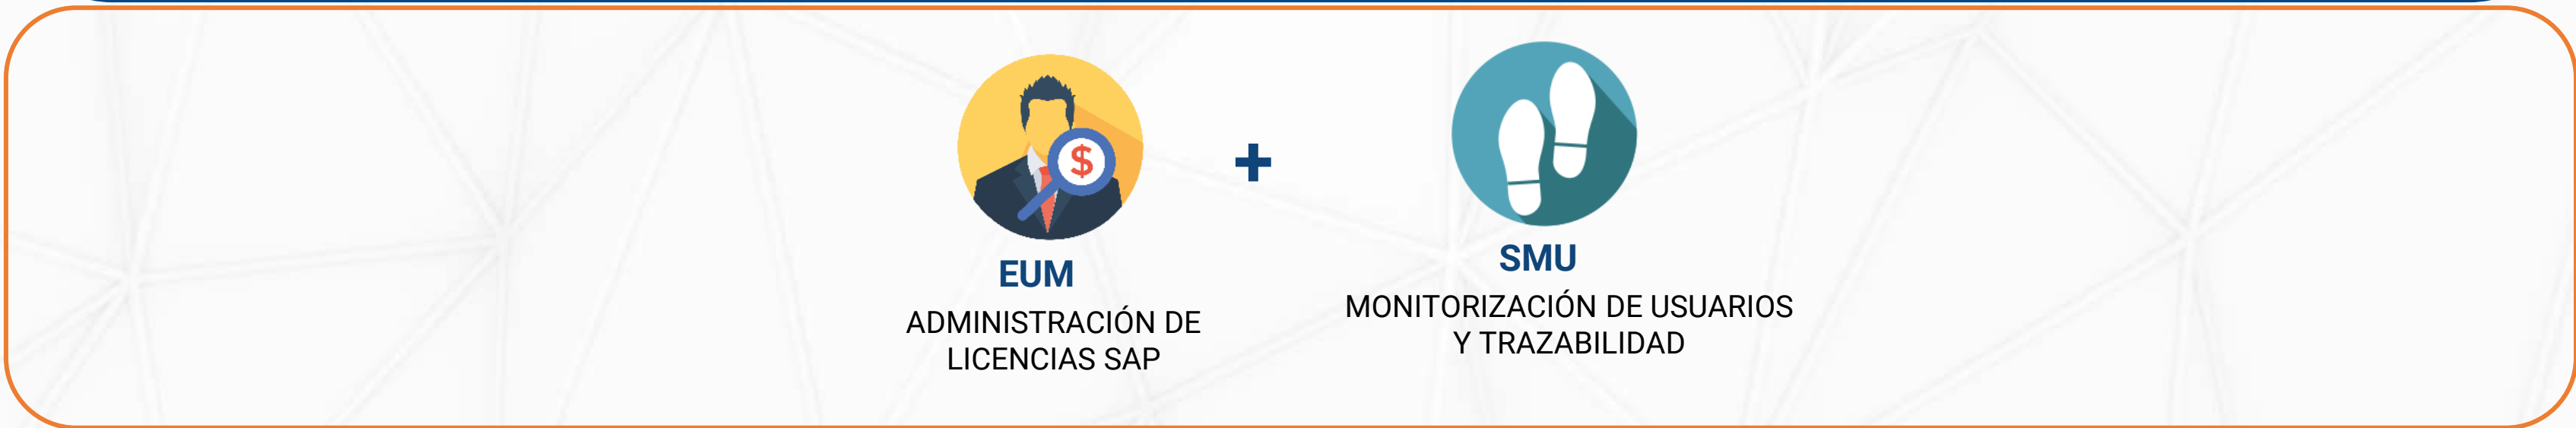 $
+
EUM
ADMINISTRACIÓN DE
LICENCIAS SAP
SMU
MONITORIZACIÓN DE USUARIOS
Y TRAZABILIDAD